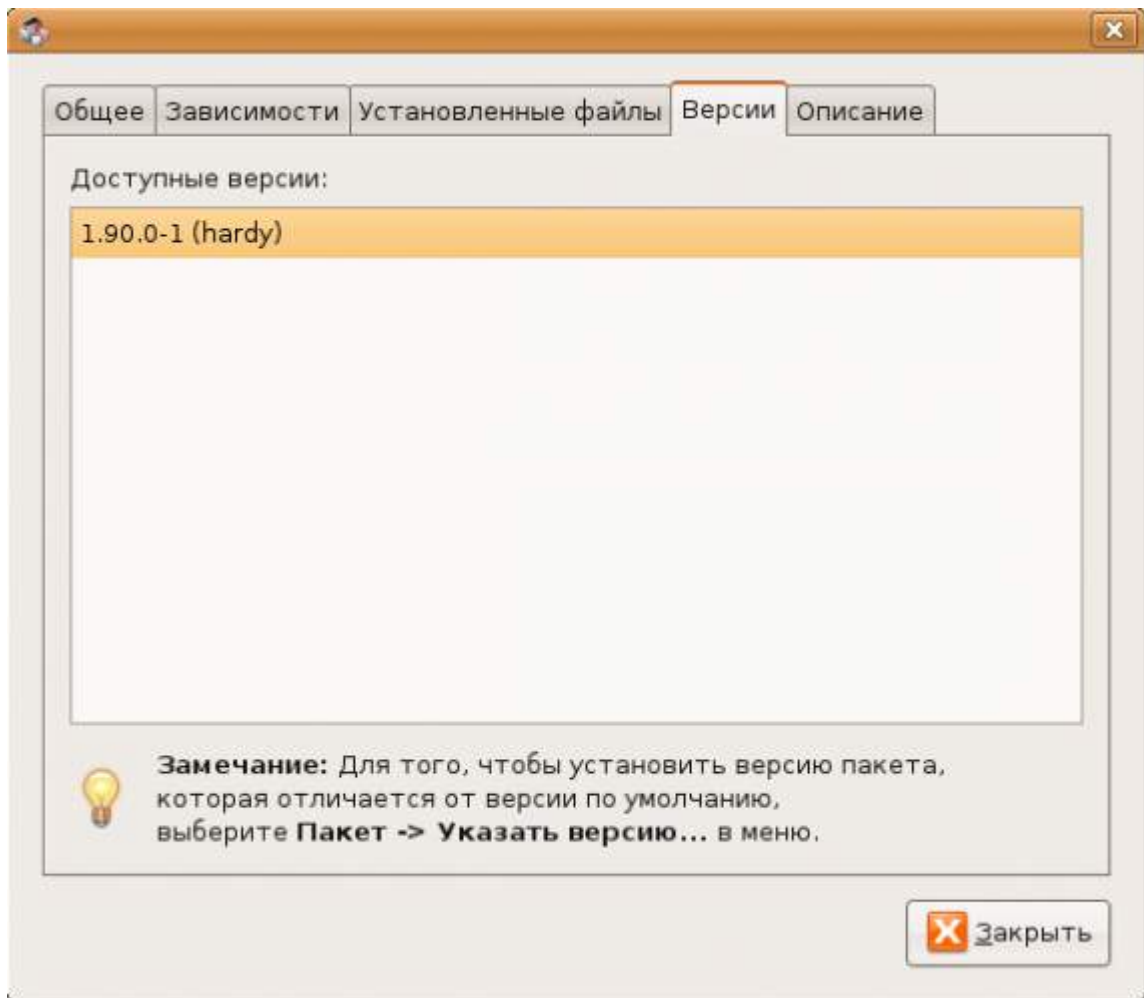 Общее Зависимости Установленные файлы Версии Описание
Доступные версии:
1.90.0-1 (hardy)
Замечание: Для того, чтобы установить версию пакета,
которая отличается от версии по умолчанию,
выберите Пакет -> Указать версию... в меню.
Закрыть